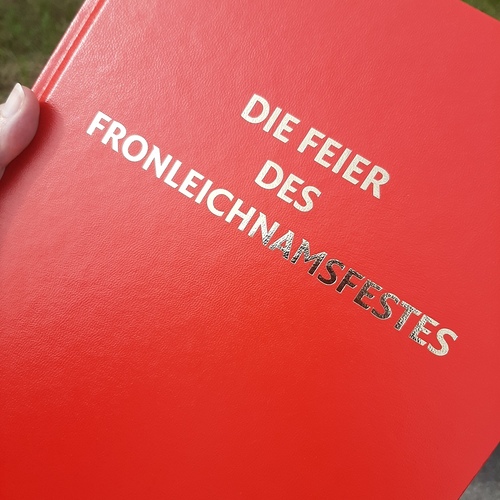 DIE FEIER
DES
FRONLEICHNAMSFESTES